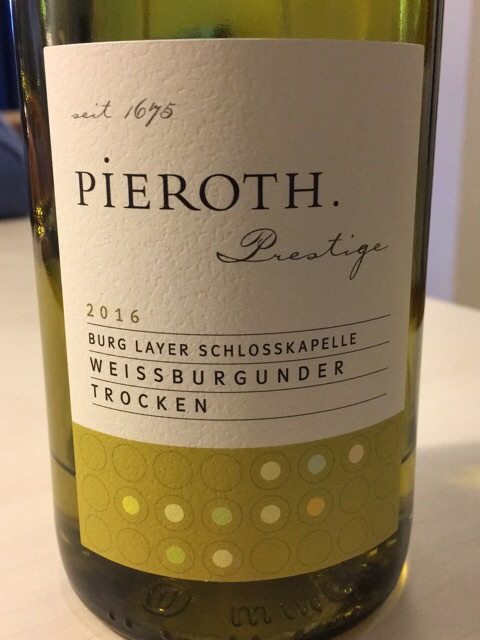 seit 1675
PiEROTH.
Prestige
2016
BURG LAYER SCHLOSSKAPELLE
WEISSBURGUNDER
TROCKEN